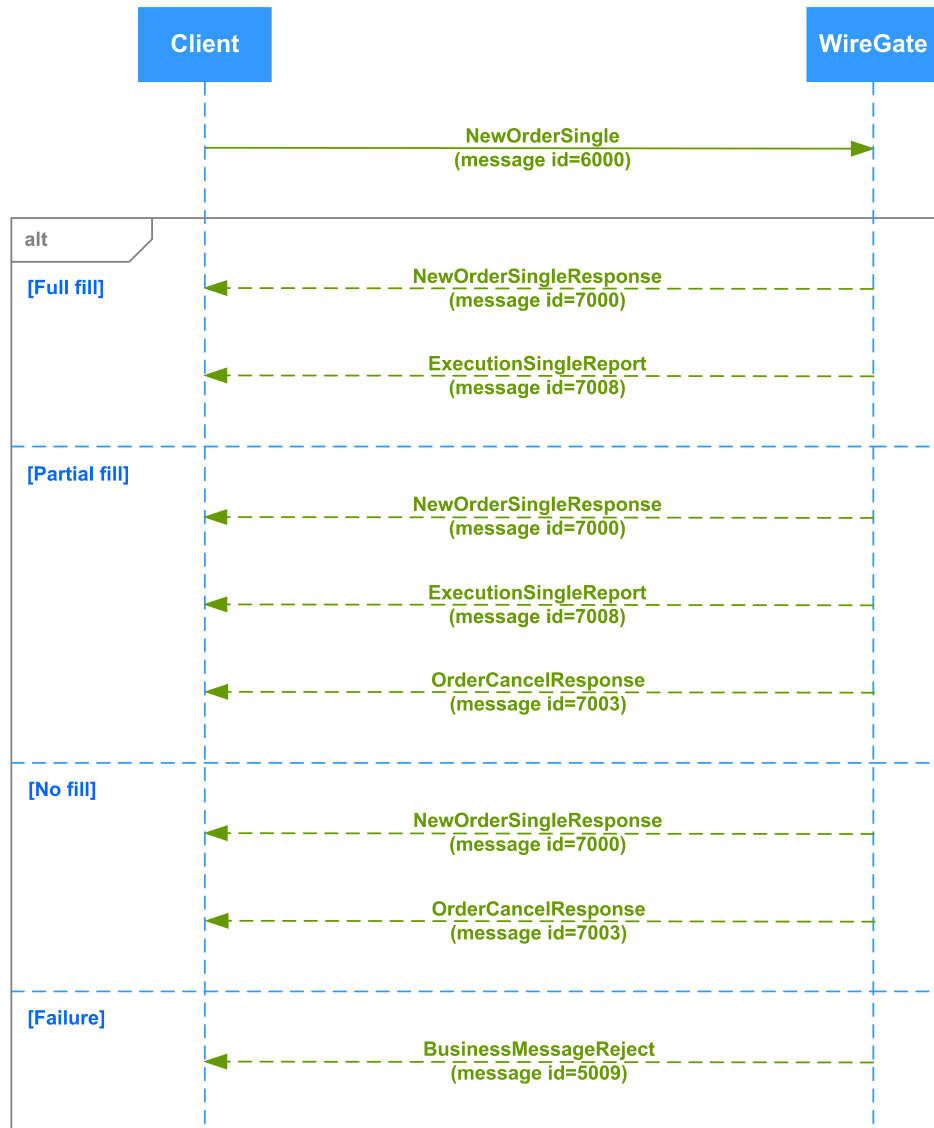 Client
WireGate
NewOrderSingle
(message id=6000)
alt
[Full fill]
NewOrderSingleResponse
(message id=7000)
ExecutionSingleReport
(message id=7008)
[Partial fill]
NewOrderSingleResponse
(message id=7000)
ExecutionSingleReport
(message id=7008)
OrderCancelResponse
(message id=7003)
[No fill]
NewOrderSingleResponse
(message id=7000)
OrderCancelResponse
(message id=7003)
[Failure]
BusinessMessageReject
(message id=5009)